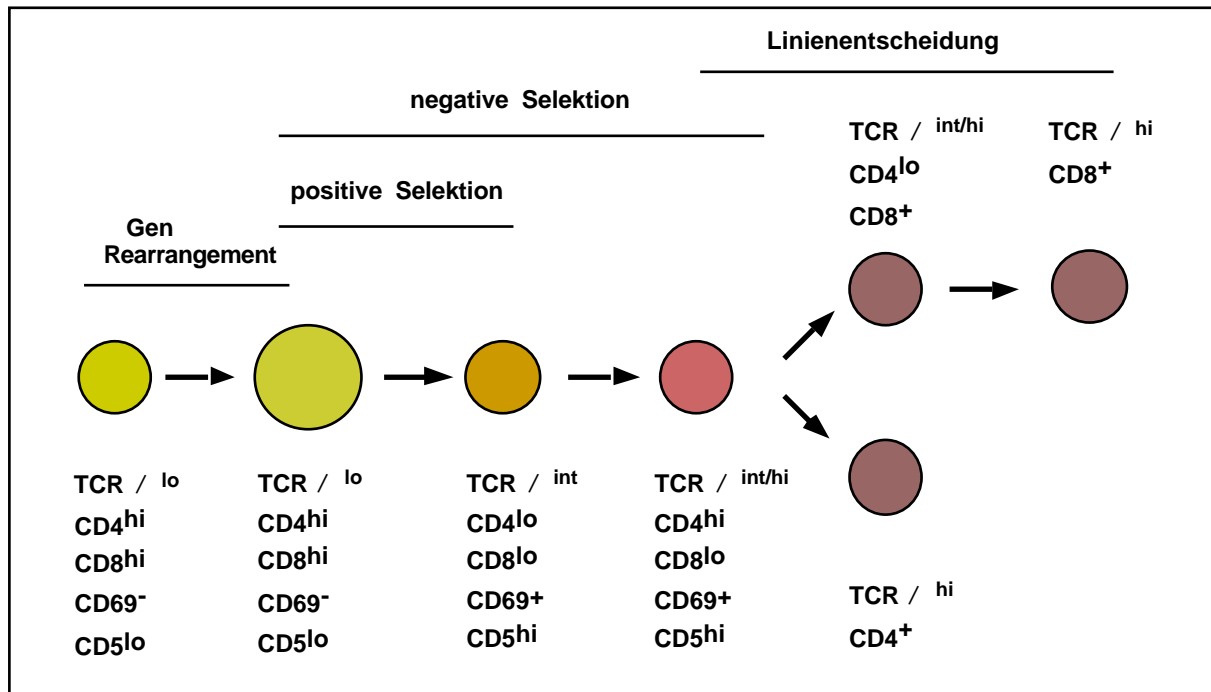 Linienentscheidung
negative Selektion
positive Selektion
Gen
Rearrangement
TCR / int/hi
CD4lo
CD8+
TCR / hi
CD8+
TCR / lo
CD4hi
CD8hi
CD69-
CD5lo
TCR / lo
CD4hi
CD8hi
CD69-
CD5lo
TCR / int
CD4lo
CD8lo
CD69+
CD5hi
TCR / int/hi
CD4hi
CD8lo
CD69+
CD5hi
TCR / hi
CD4+